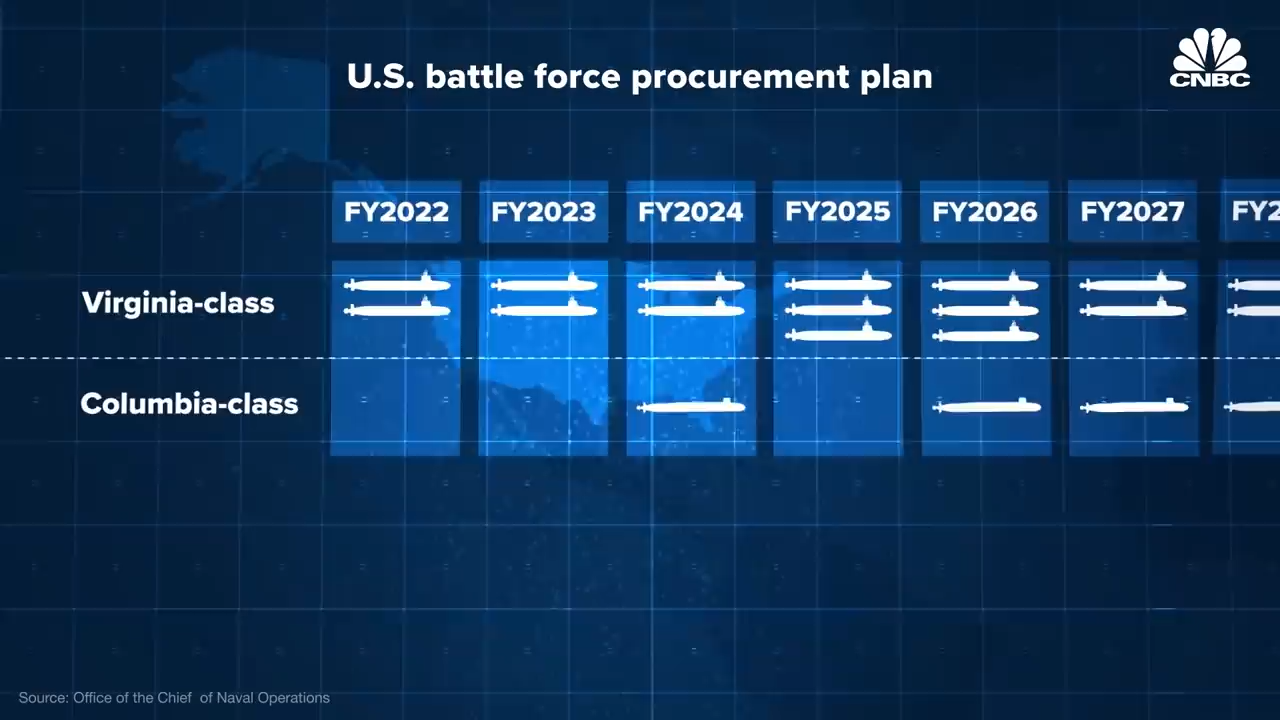 U.S. battle force procurement plan
CNBC
FY2022 FY2023 FY2024 FY2025 FY2026 FY2027 FY2
Virginia-class
Columbia-class
Source: Office of the Chief of Naval Operations